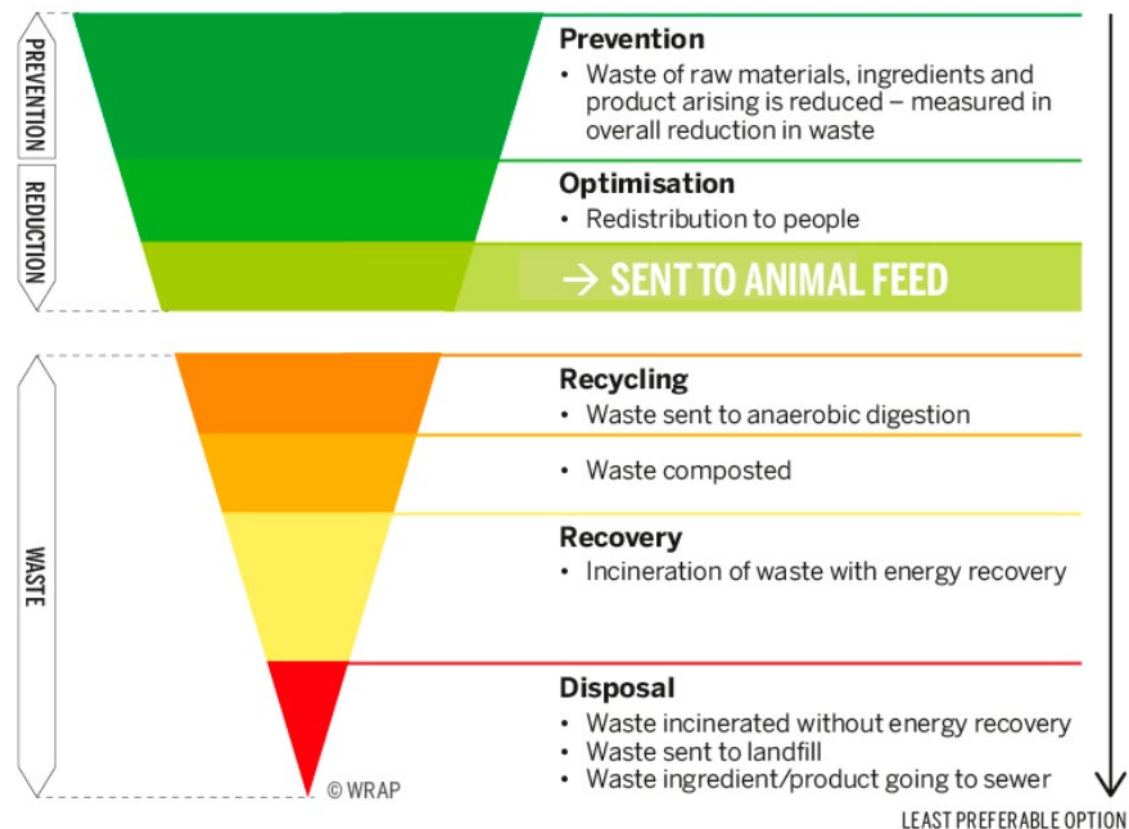 PREVENTION
Prevention
• Waste of raw materials, ingredients and
product arising is reduced – measured in
overall reduction in waste
REDUCTION
Optimisation
• Redistribution to people
→ SENT TO ANIMAL FEED
WASTE
Recycling
• Waste sent to anaerobic digestion
• Waste composted
Recovery
• Incineration of waste with energy recovery
Disposal
• Waste incinerated without energy recovery
• Waste sent to landfill
• Waste ingredient/product going to sewer
© WRAP
LEAST PREFERABLE OPTION